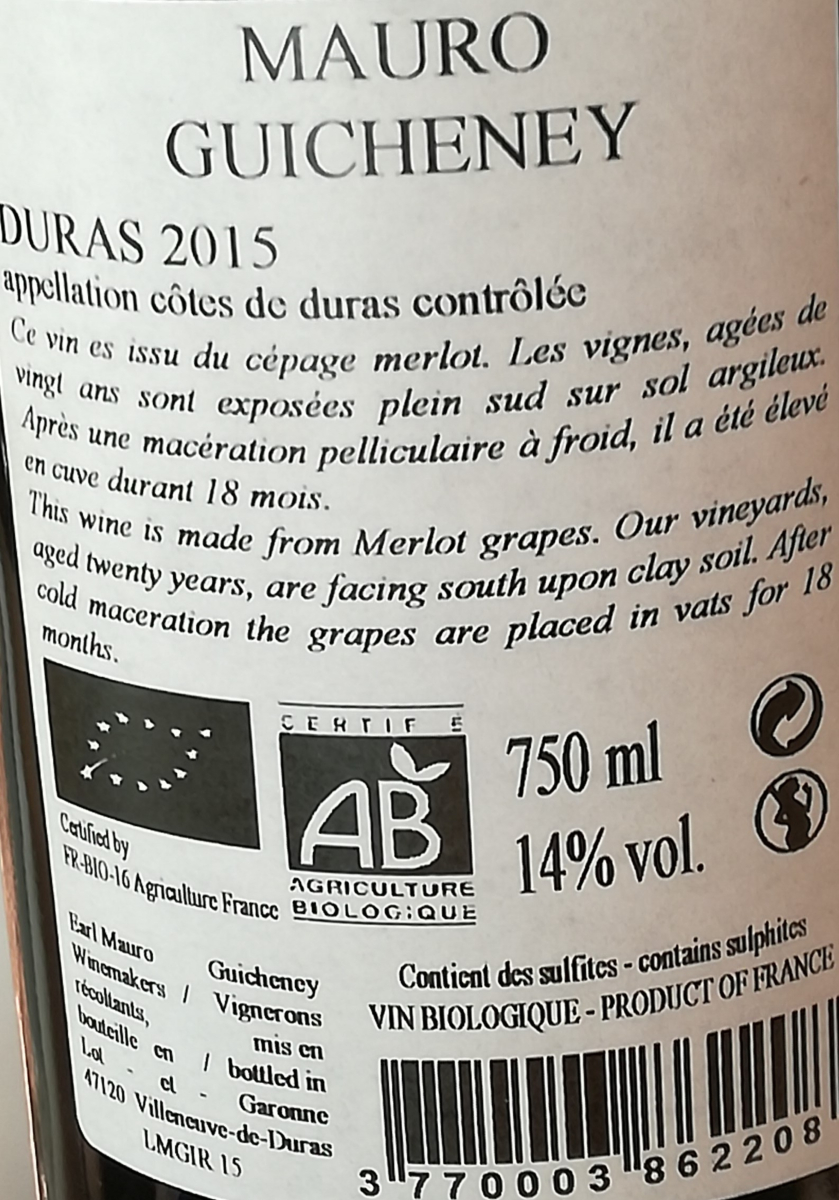 MAURO
GUICHENEY
DURAS 2015
appellation côtes de duras contrôlée
Ce vin es issu du cépage merlot. Les vignes, agées de
vingt ans sont exposées plein sud sur sol argileux.
Après une macération pelliculaire à froid, il a été élevé
en cuve durant 18 mois.
This wine is made from Merlot grapes. Our vineyards,
aged twenty years, are facing south upon clay soil. After
cold maceration the grapes are placed in vats for 18
months.
CERTIFIÉ
AB
AGRICULTURE
BIOLOGIQUE
750 ml
14% vol.
Certified by
FR-BIO-16 Agriculture France
Earl Mauro Guicheney
Winemakers / Vignerons
récoltants, mis en
bouteille en / bottled in
Lot - et - Garonne
47120 Villeneuve-de-Duras
LMGIR 15
Contient des sulfites - contains sulphites
VIN BIOLOGIQUE - PRODUCT OF FRANCE
3 770003 862208